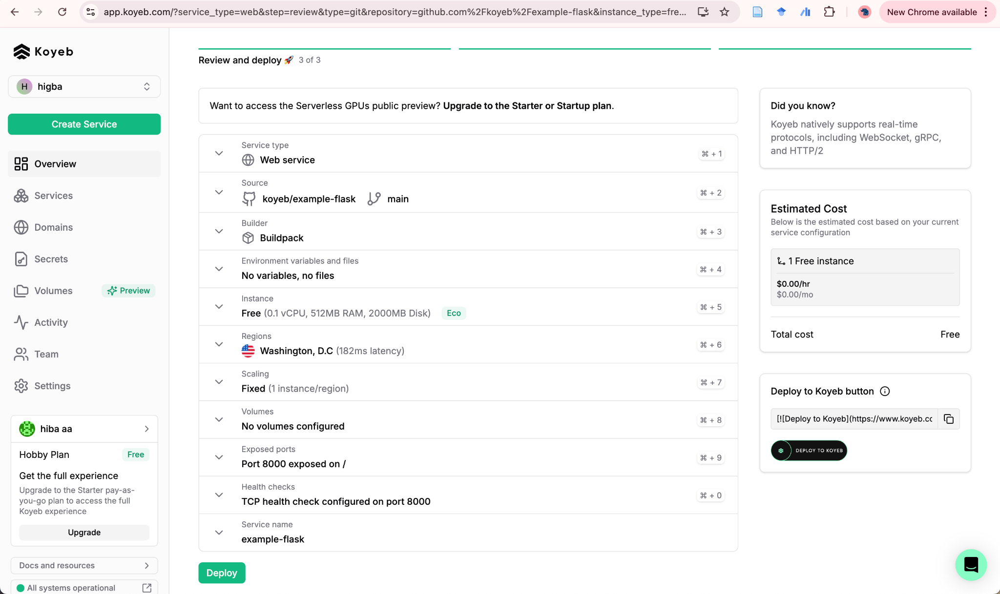 app.koyeb.com/?service_type=web&step=review&type=git&repository=github.com%2Fkoyeb%2Fexample-flask&instance_type=fre...
New Chrome available
Koyeb
H higba
Create Service
Overview
Services
Domains
Secrets
Volumes Preview
Activity
Team
Settings
hiba aa
Hobby Plan Free
Get the full experience
Upgrade to the Starter pay-as-
you-go plan to access the full
Koyeb experience
Upgrade
Docs and resources
All systems operational
Review and deploy 🚀 3 of 3
Want to access the Serverless GPUs public preview? Upgrade to the Starter or Startup plan.
Service type
Web service
⌘ + 1
Source
koyeb/example-flask main
⌘ + 2
Builder
Buildpack
⌘ + 3
Environment variables and files
No variables, no files
⌘ + 4
Instance
Free (0.1 vCPU, 512MB RAM, 2000MB Disk) Eco
⌘ + 5
Regions
Washington, D.C (182ms latency)
⌘ + 6
Scaling
Fixed (1 instance/region)
⌘ + 7
Volumes
No volumes configured
⌘ + 8
Exposed ports
Port 8000 exposed on /
⌘ + 9
Health checks
TCP health check configured on port 8000
⌘ + 0
Service name
example-flask
Deploy
Did you know?
Koyeb natively supports real-time
protocols, including WebSocket, gRPC,
and HTTP/2
Estimated Cost
Below is the estimated cost based on your current
service configuration
1 Free instance
$0.00/hr
$0.00/mo
Total cost Free
Deploy to Koyeb button
[![Deploy to Koyeb](https://www.koyeb.co
DEPLOY TO KOYEB